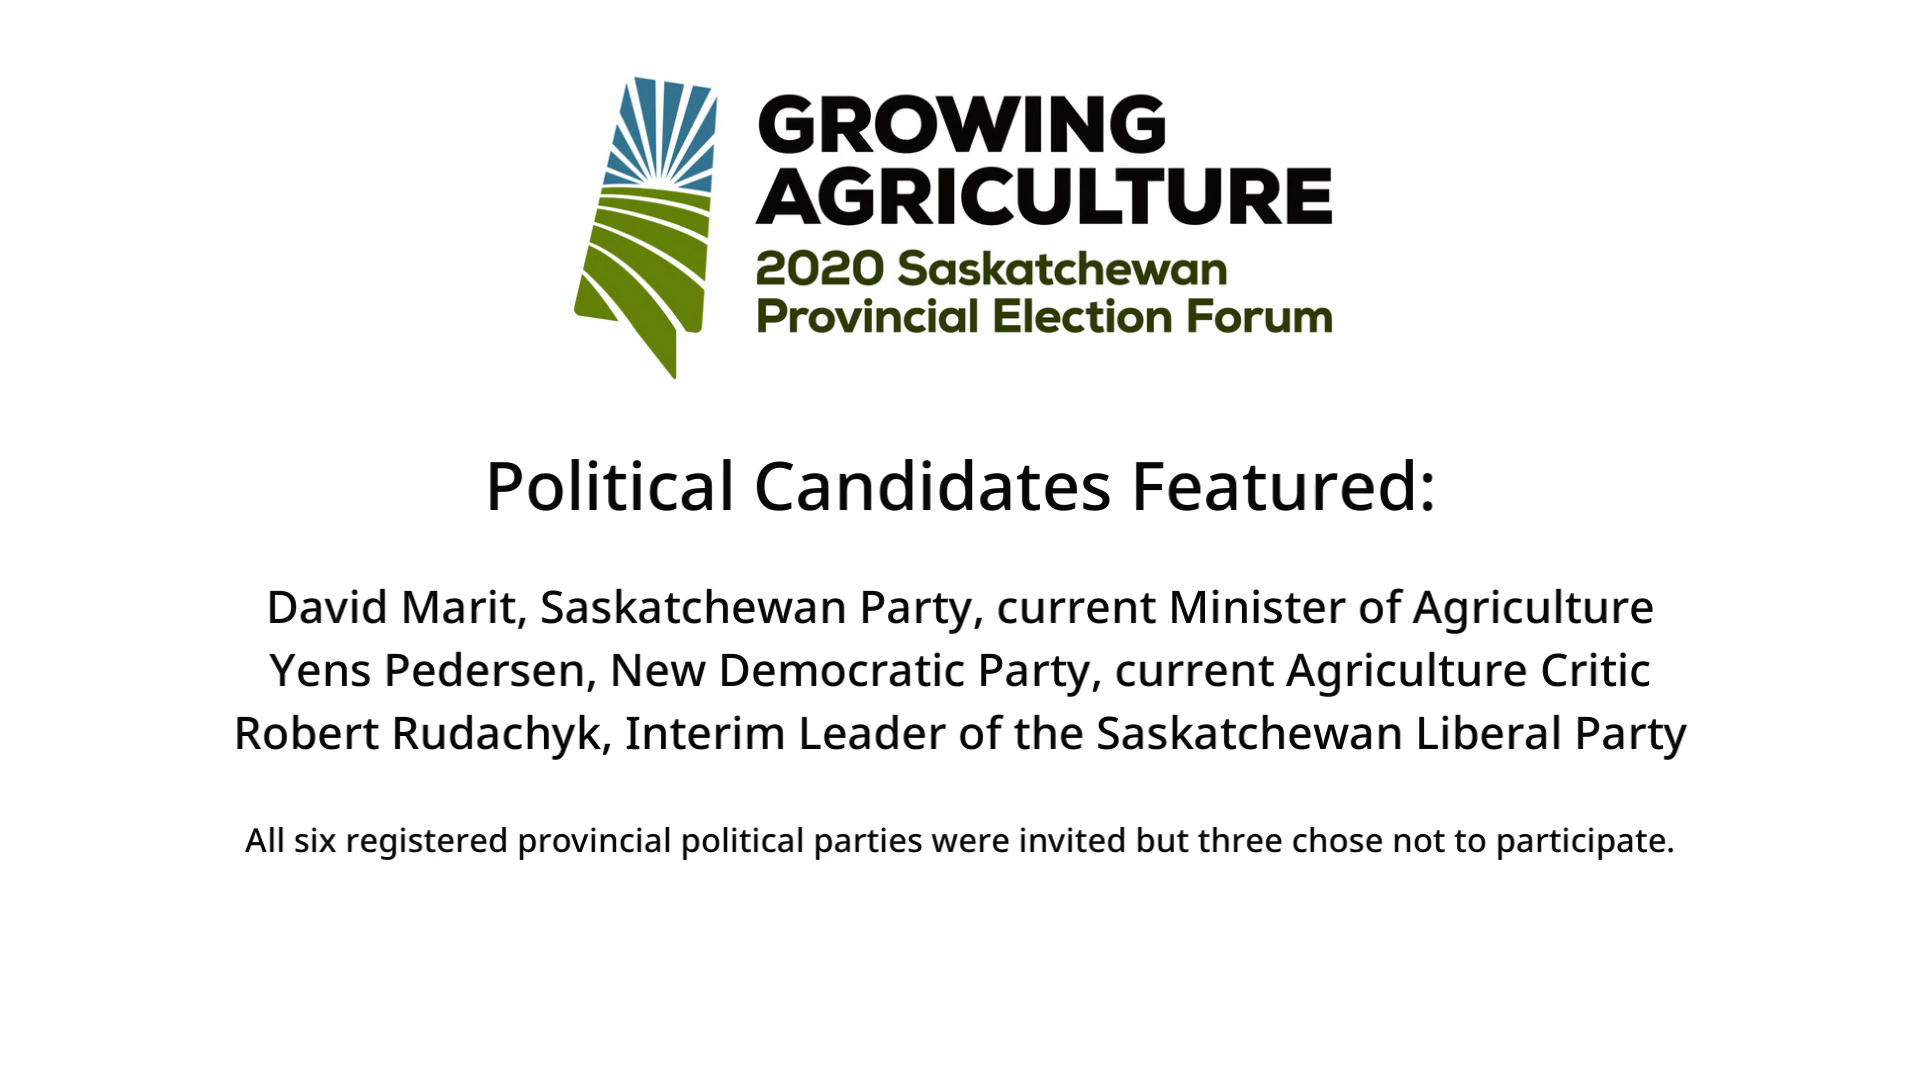 GROWING
AGRICULTURE
2020 Saskatchewan
Provincial Election Forum
Political Candidates Featured:
David Marit, Saskatchewan Party, current Minister of Agriculture
Yens Pedersen, New Democratic Party, current Agriculture Critic
Robert Rudachyk, Interim Leader of the Saskatchewan Liberal Party
All six registered provincial political parties were invited but three chose not to participate.